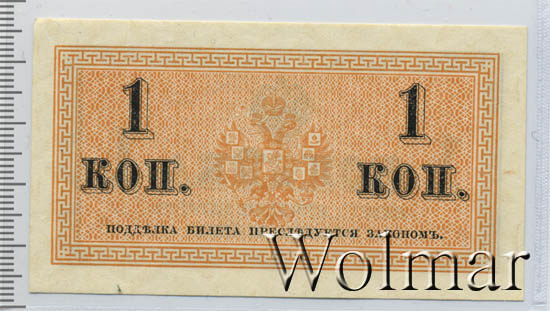 1 1
КОП. КОП.
ПОДДѢЛКА БИЛЕТА ПРЕСЛѢДУЕТСЯ ЗАКОНОМЪ.
Wolmar